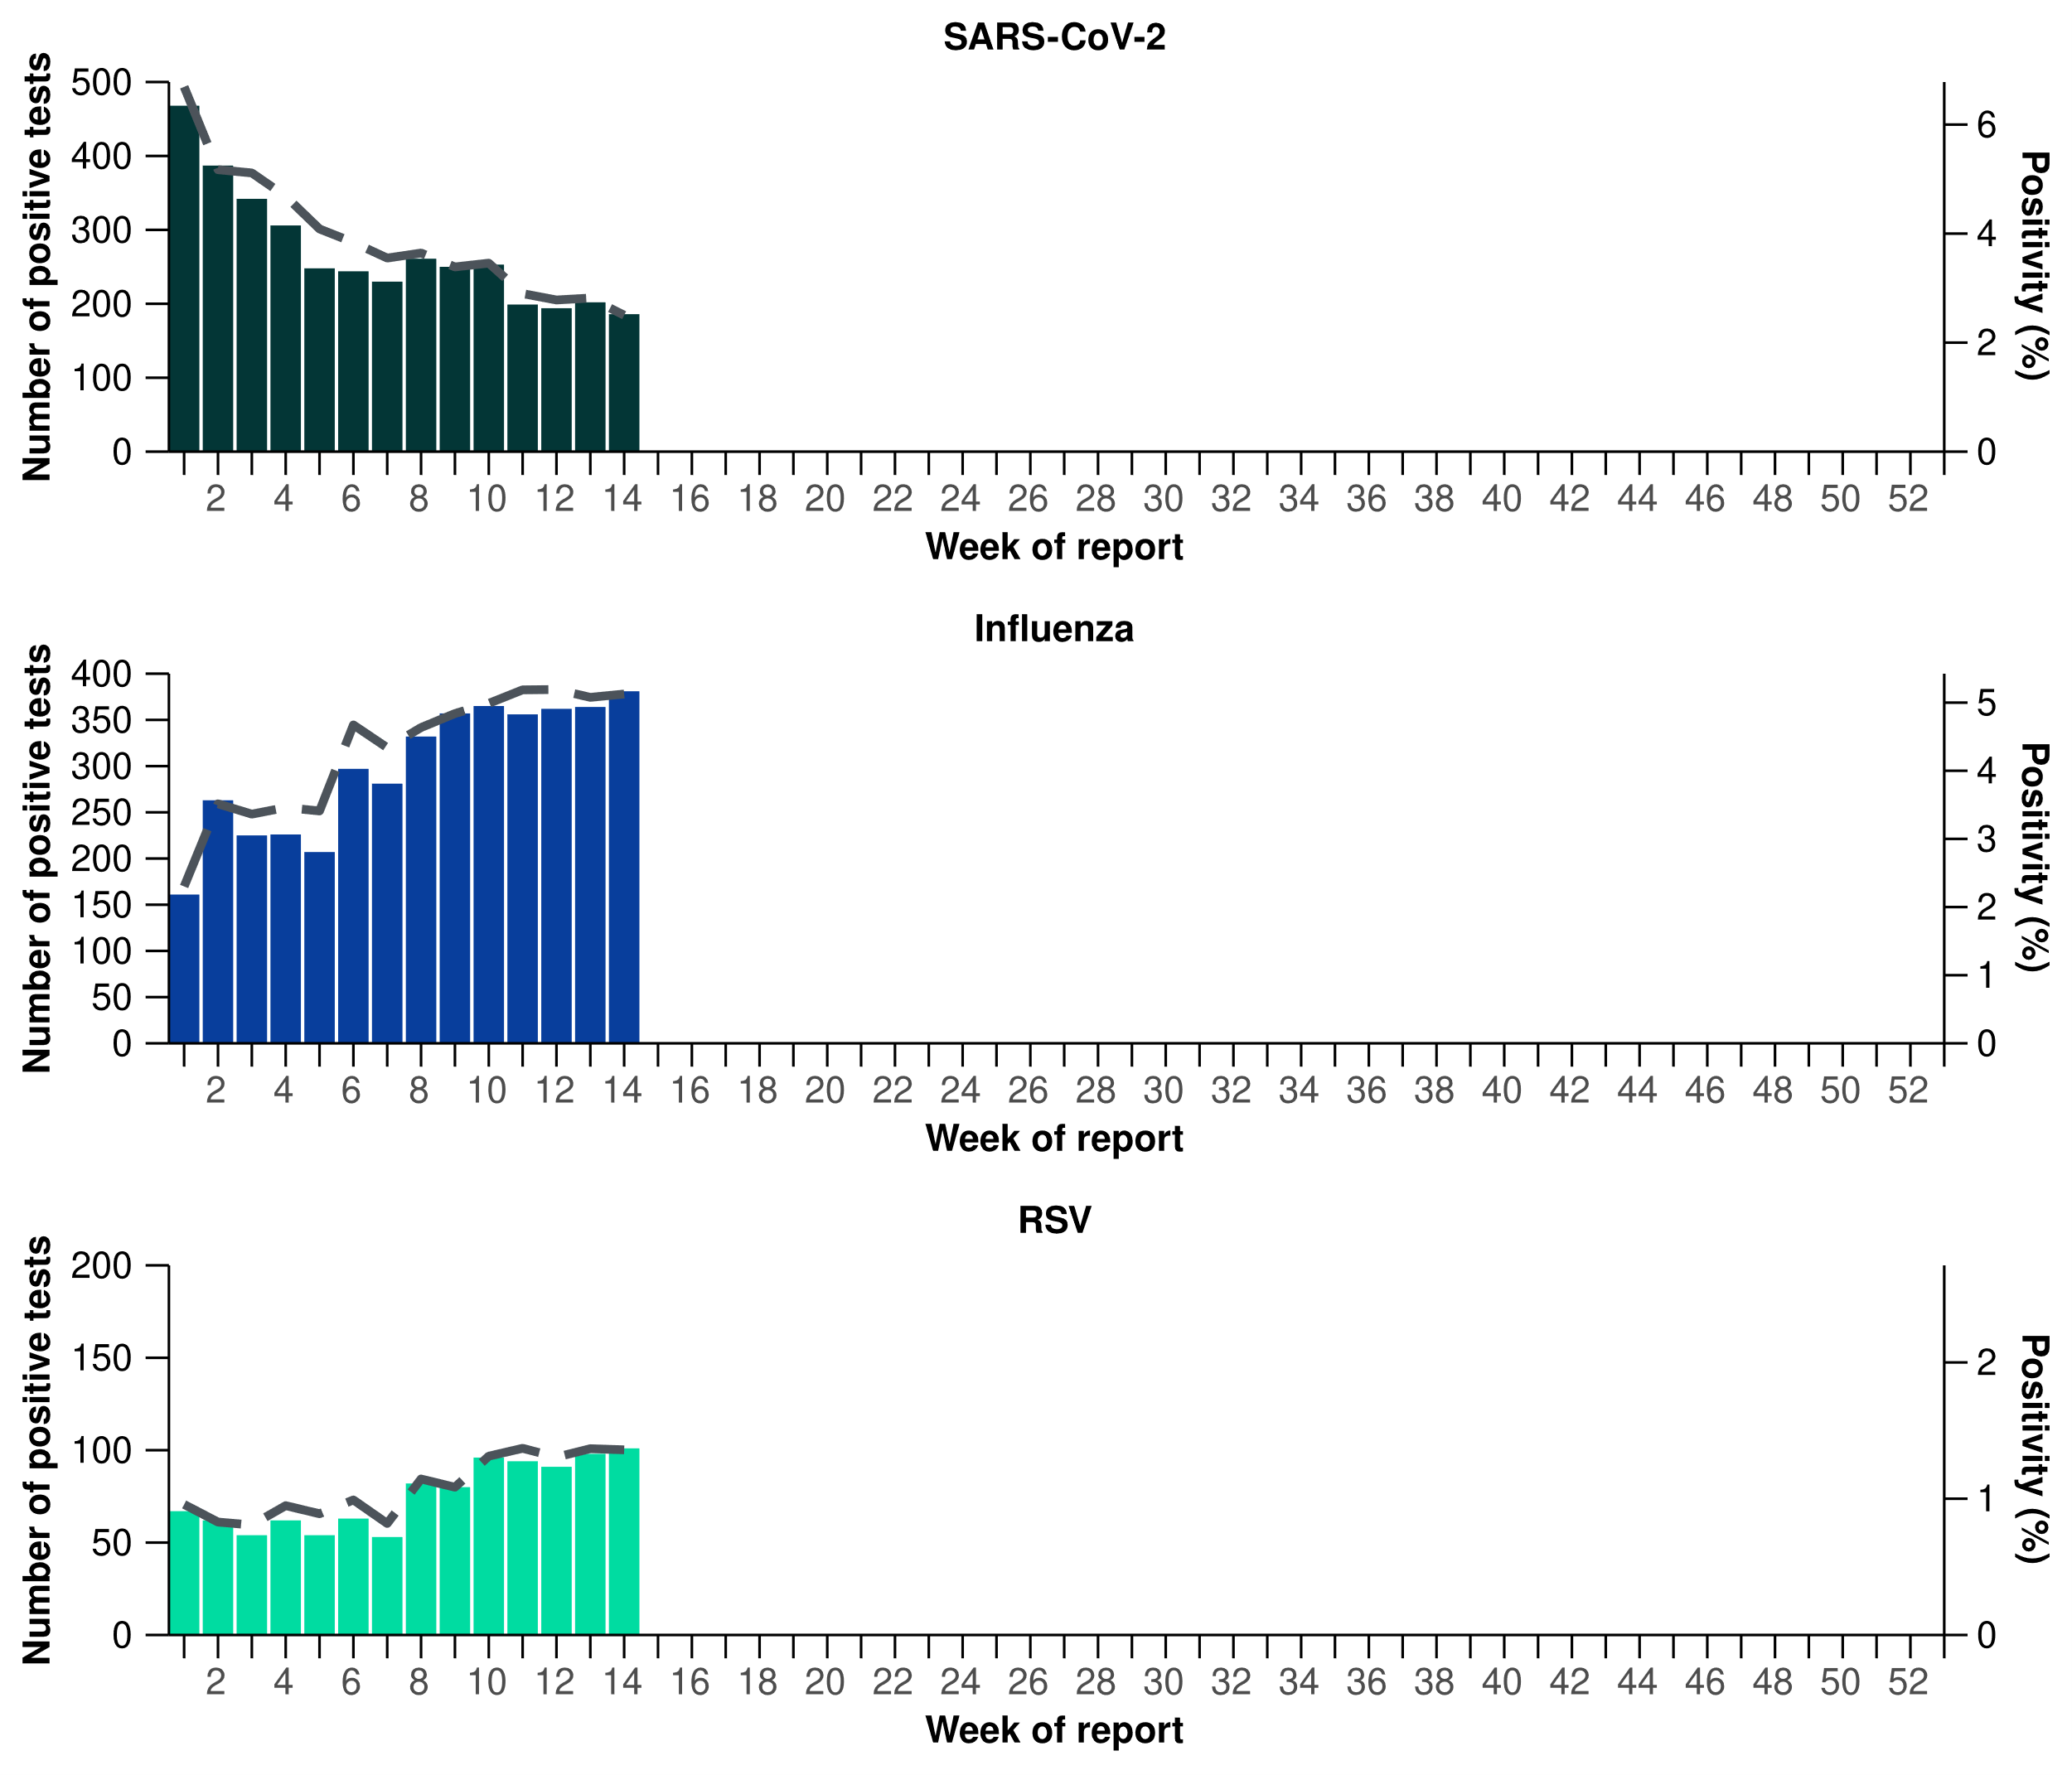 SARS-CoV-2
Number of positive tests
500
400
300
200
100
0
6
4
2
0
Positivity (%)
2 4 6 8 10 12 14 16 18 20 22 24 26 28 30 32 34 36 38 40 42 44 46 48 50 52
Week of report
Influenza
Number of positive tests
400
350
300
250
200
150
100
50
0
5
4
3
2
1
0
Positivity (%)
2 4 6 8 10 12 14 16 18 20 22 24 26 28 30 32 34 36 38 40 42 44 46 48 50 52
Week of report
RSV
Number of positive tests
200
150
100
50
0
2
1
0
Positivity (%)
2 4 6 8 10 12 14 16 18 20 22 24 26 28 30 32 34 36 38 40 42 44 46 48 50 52
Week of report